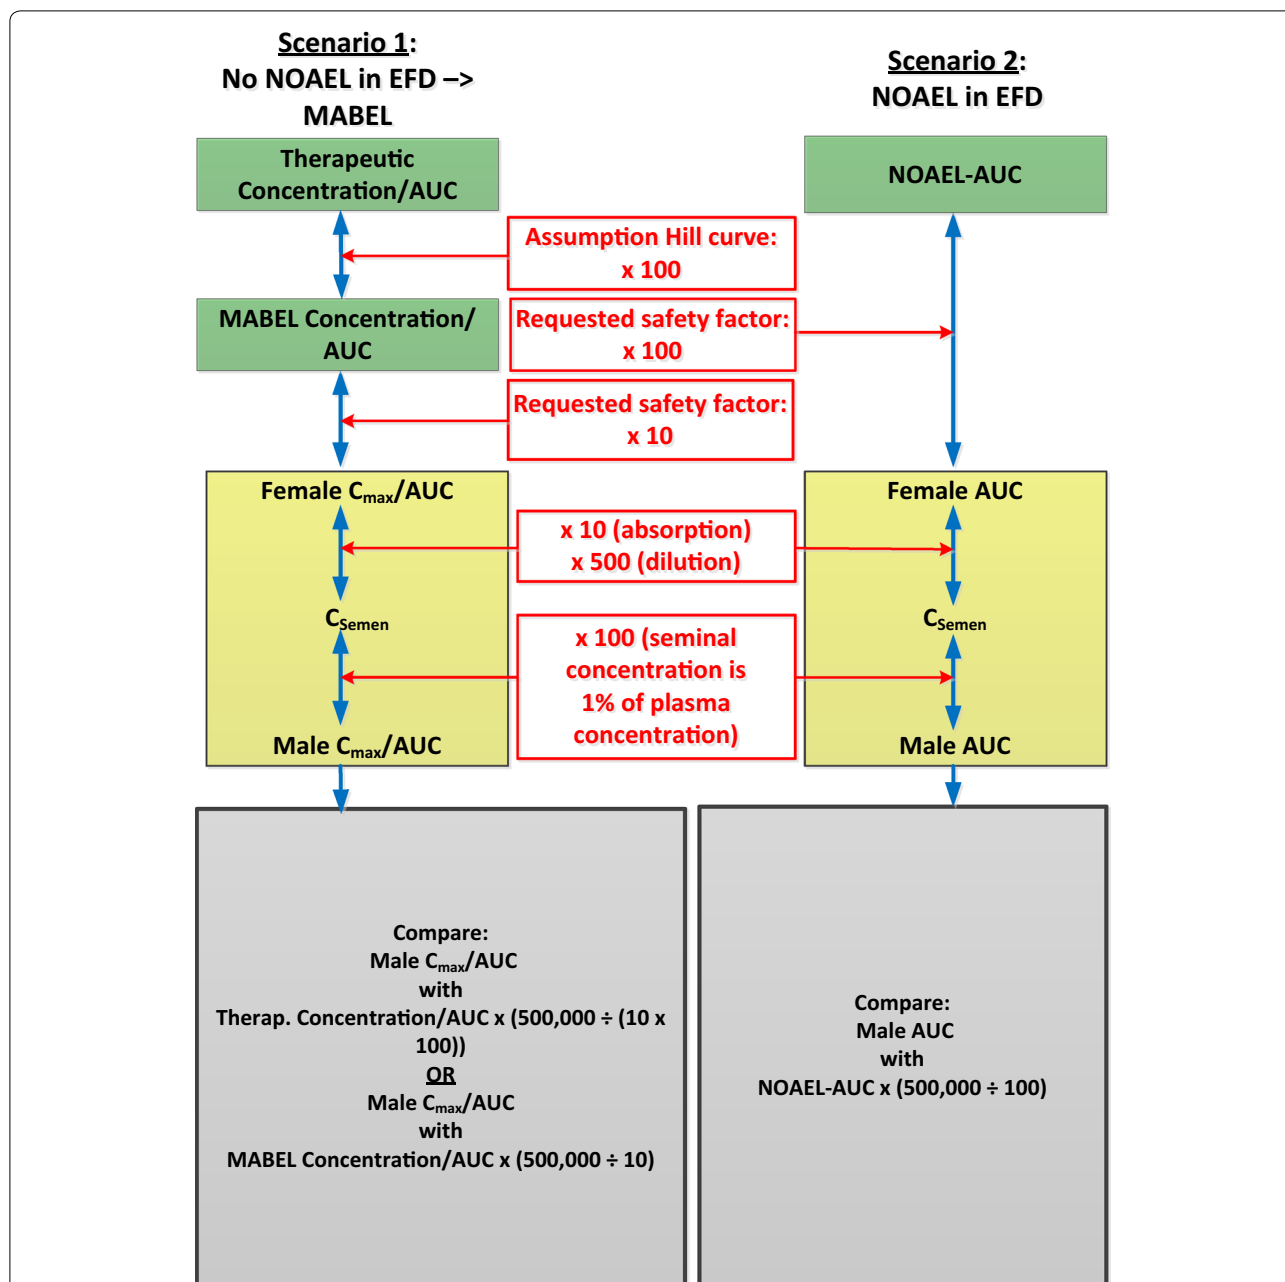 Scenario 1:
No NOAEL in EFD –>
MABEL
Scenario 2:
NOAEL in EFD
Therapeutic
Concentration/AUC
NOAEL-AUC
Assumption Hill curve:
x 100
MABEL Concentration/
AUC
Requested safety factor:
x 100
Requested safety factor:
x 10
Female Cmax/AUC
Female AUC
x 10 (absorption)
x 500 (dilution)
CSemen
CSemen
x 100 (seminal
concentration is
1% of plasma
concentration)
Male Cmax/AUC
Male AUC
Compare:
Male Cmax/AUC
with
Therap. Concentration/AUC x (500,000 ÷ (10 x
100))
OR
Male Cmax/AUC
with
MABEL Concentration/AUC x (500,000 ÷ 10)
Compare:
Male AUC
with
NOAEL-AUC x (500,000 ÷ 100)